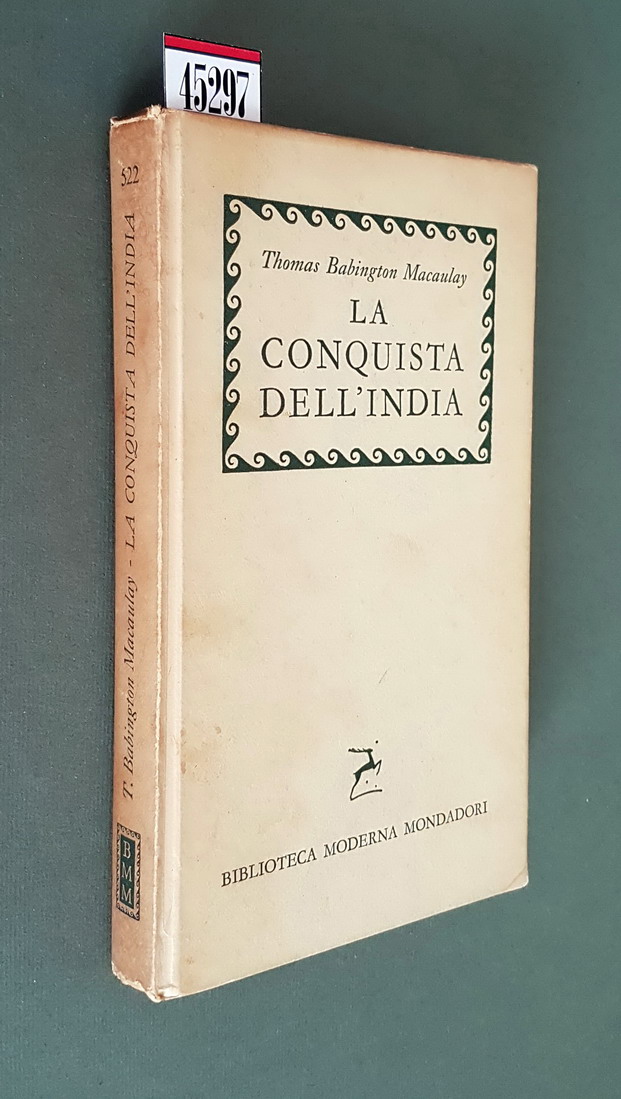 45297
Thomas Babington Macaulay
LA
CONQUISTA
DELL'INDIA
BIBLIOTECA MODERNA MONDADORI
522
T. Babington Macaulay - LA CONQUISTA DELL'INDIA
BMM